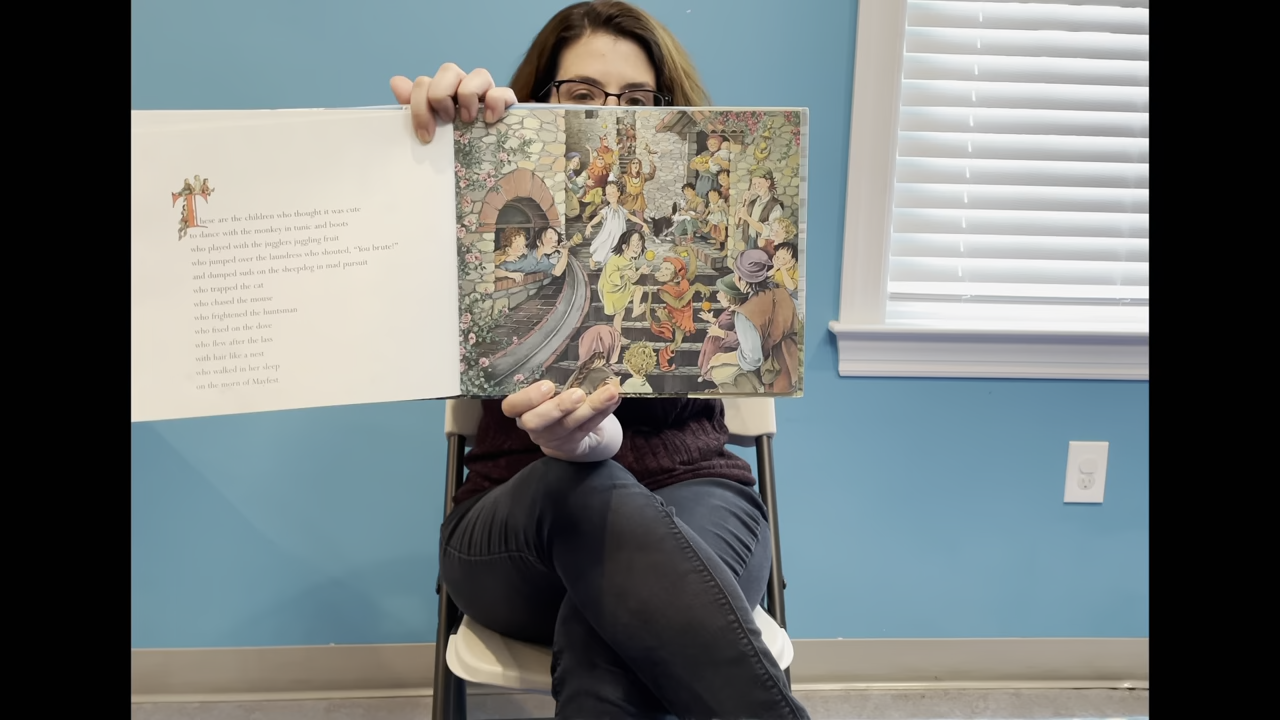 These are the children who thought it was cute
to dance with the monkey in tunic and boots
who played with the jugglers juggling fruit
who jumped over the laundress who shouted, "You brute!"
and dumped suds on the sheepdog in mad pursuit
who trapped the cat
who chased the mouse
who frightened the huntsman
who fixed on the dove
who flew after the lass
with hair like a nest
who walked in her sleep
on the morn of Mayfest.